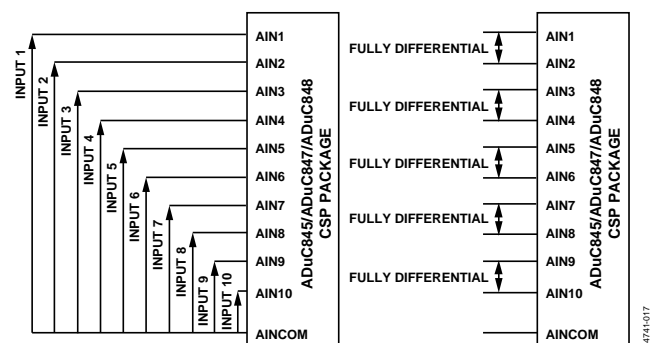 INPUT 1
INPUT 2
INPUT 3
INPUT 4
INPUT 5
INPUT 6
INPUT 7
INPUT 8
INPUT 9
INPUT 10
AIN1
AIN2
AIN3
AIN4
AIN5
AIN6
AIN7
AIN8
AIN9
AIN10
AINCOM
ADuC845/ADuC847/ADuC848
CSP PACKAGE
FULLY DIFFERENTIAL
FULLY DIFFERENTIAL
FULLY DIFFERENTIAL
FULLY DIFFERENTIAL
FULLY DIFFERENTIAL
AIN1
AIN2
AIN3
AIN4
AIN5
AIN6
AIN7
AIN8
AIN9
AIN10
AINCOM
ADuC845/ADuC847/ADuC848
CSP PACKAGE
4741-017